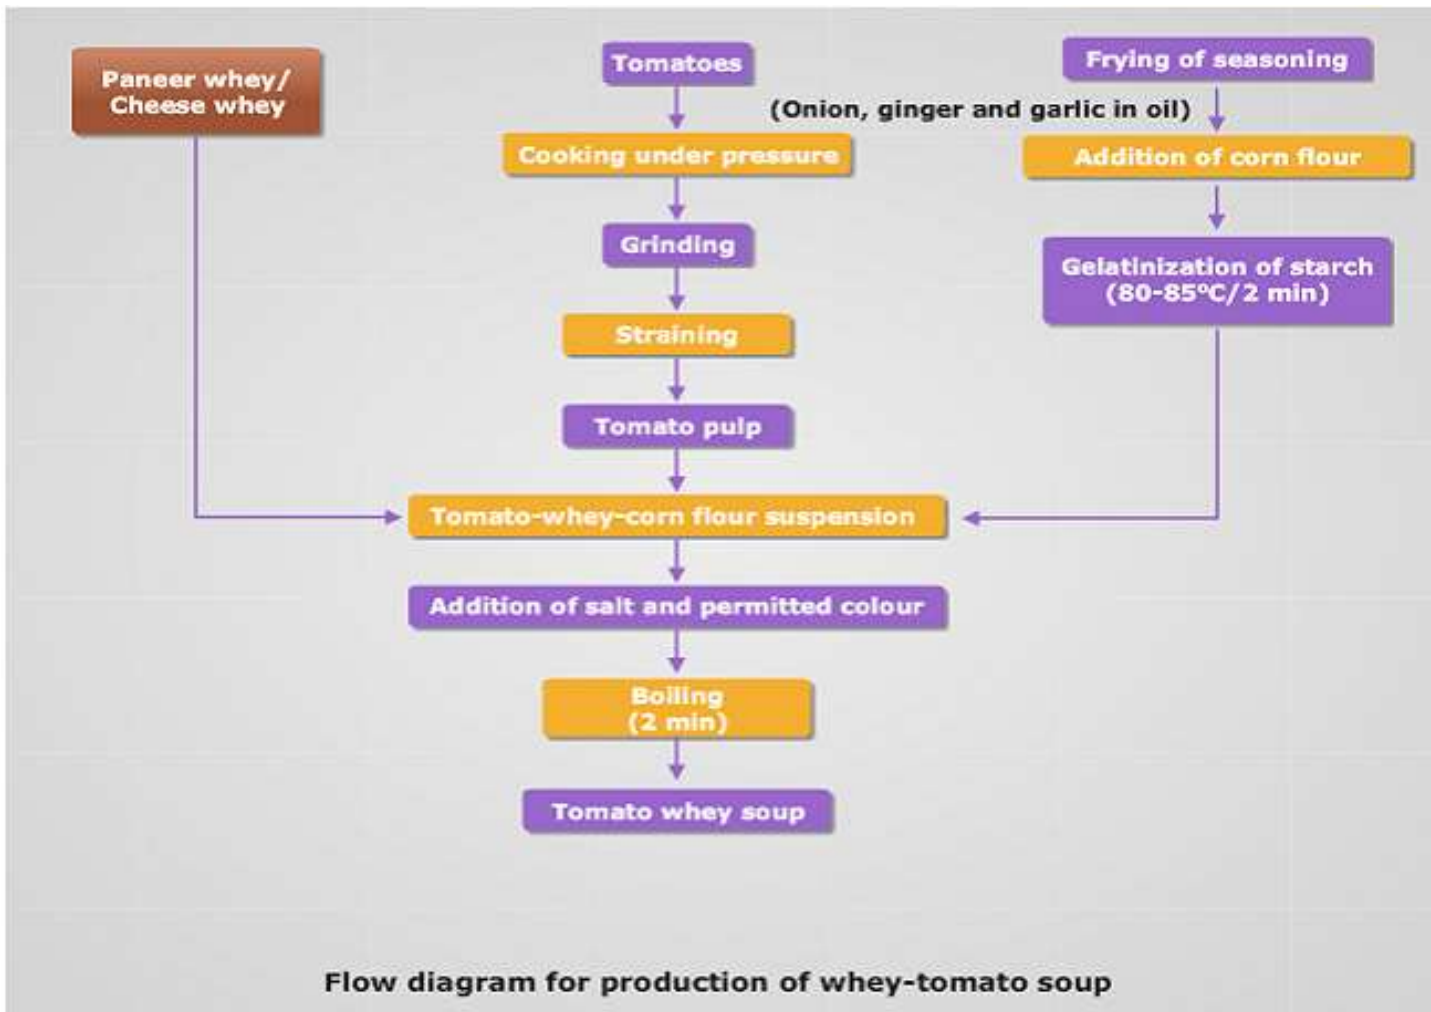 Paneer whey/
Cheese whey
Tomatoes
Frying of seasoning
(Onion, ginger and garlic in oil)
Cooking under pressure
Addition of corn flour
Grinding
Gelatinization of starch
(80-85ºC/2 min)
Straining
Tomato pulp
Tomato-whey-corn flour suspension
Addition of salt and permitted colour
Boiling
(2 min)
Tomato whey soup
Flow diagram for production of whey-tomato soup